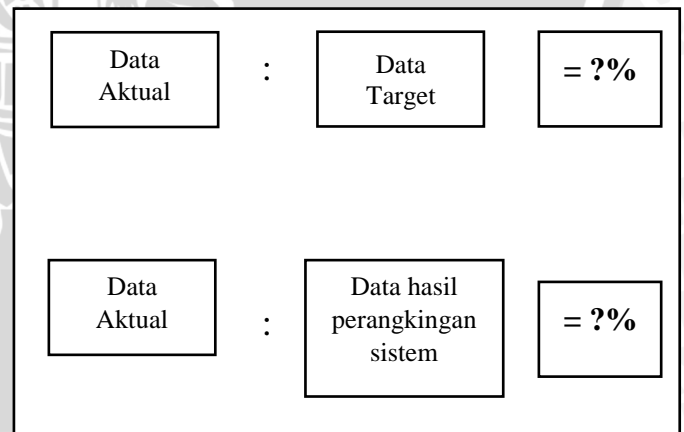 Data
Aktual
:
Data
Target
= ?%
Data
Aktual
:
Data hasil
perangkingan
sistem
= ?%